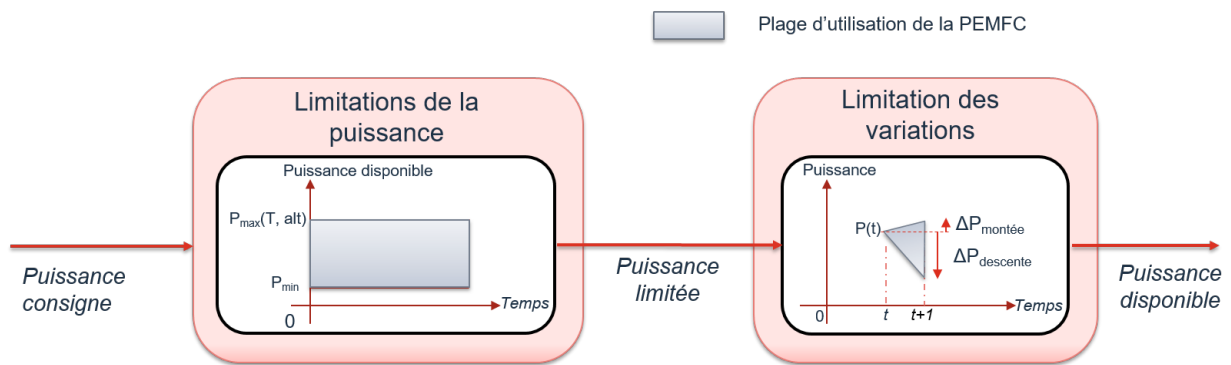 Plage d'utilisation de la PEMFC
Limitations de la
puissance
Puissance disponible
Pmax(T, alt)
Pmin
0
Temps
Limitation des
variations
Puissance
P(t)
ΔPmontée
ΔPdescente
0
t
t+1
Temps
Puissance
consigne
Puissance
limitée
Puissance
disponible